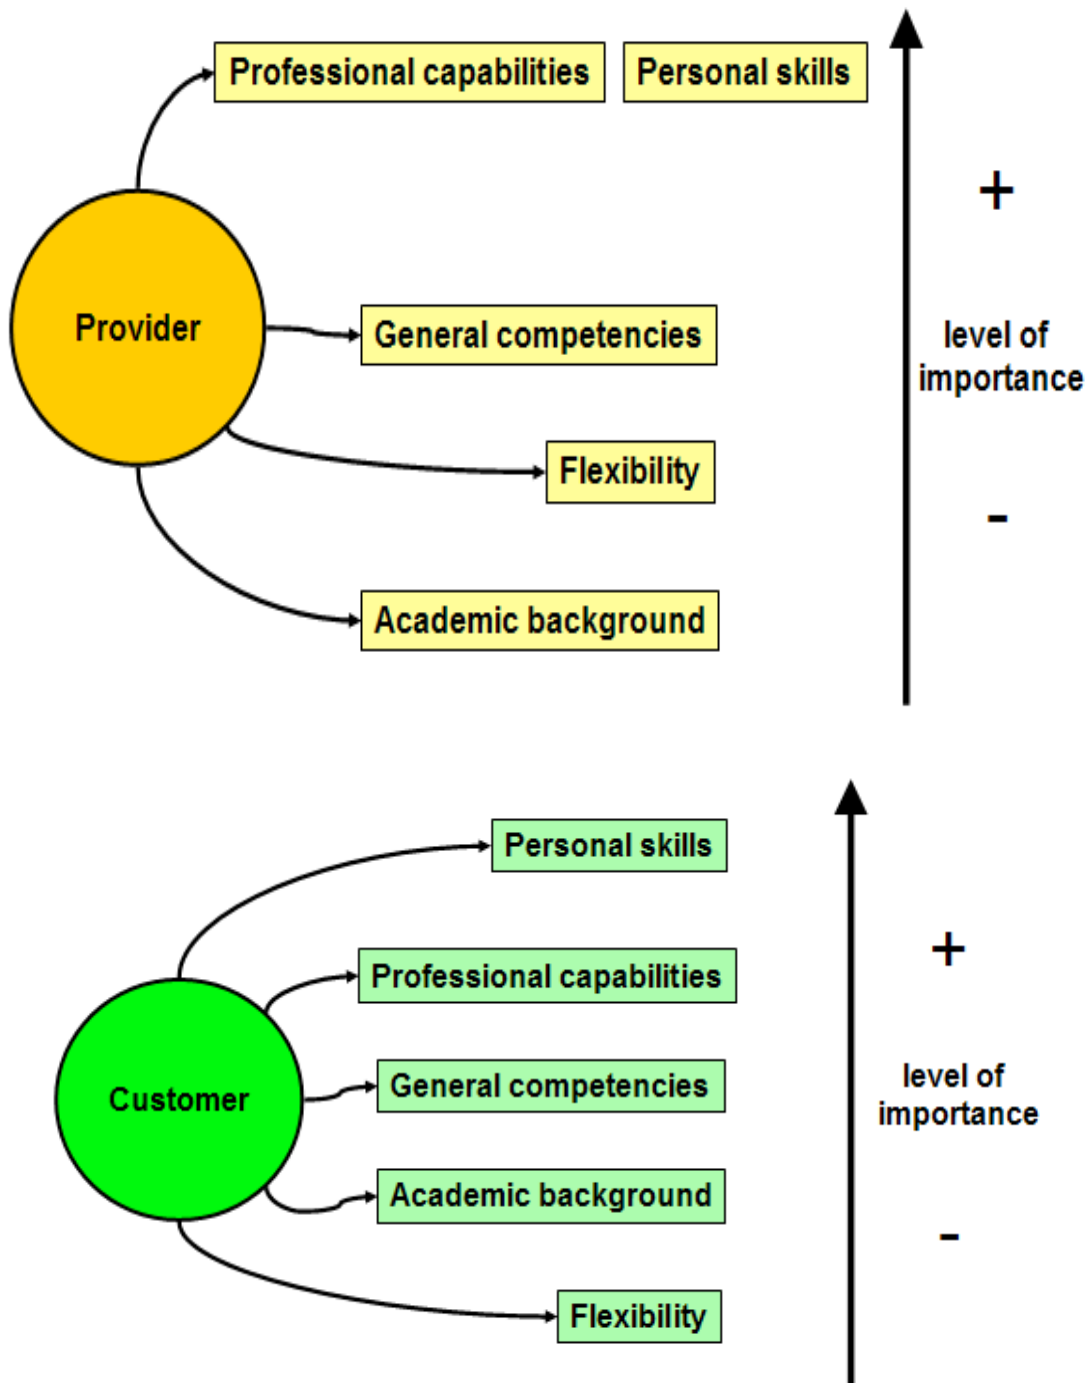 Professional capabilities
Personal skills
+
Provider
General competencies
level of
importance
Flexibility
-
Academic background
Personal skills
+
Professional capabilities
Customer
General competencies
level of
importance
Academic background
-
Flexibility